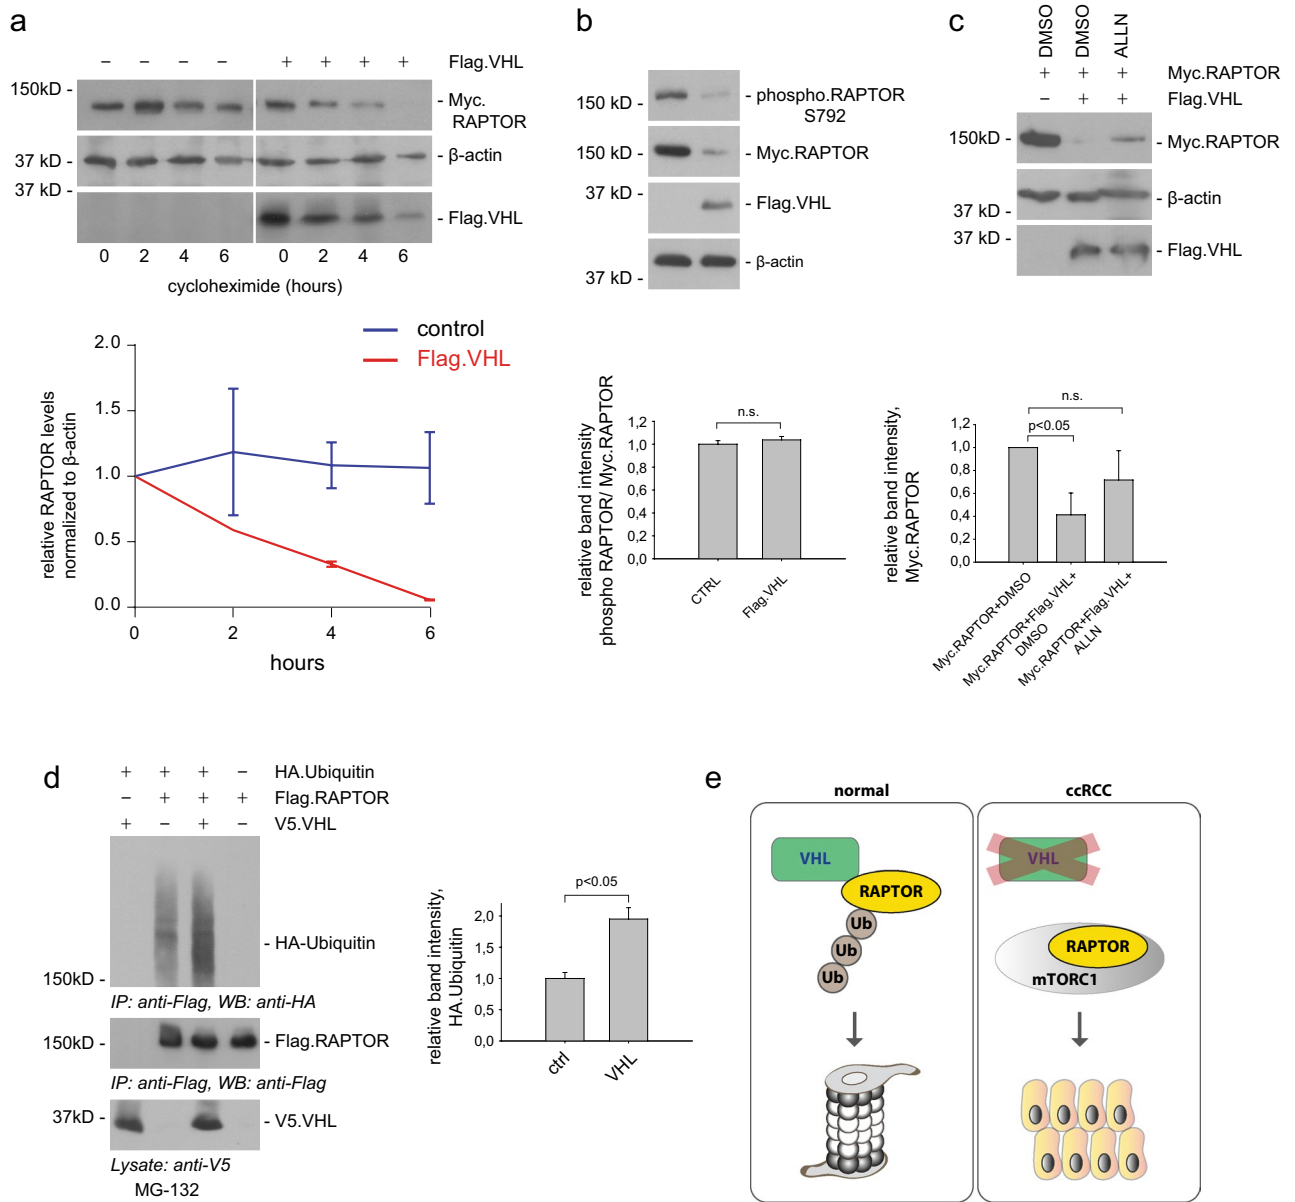 a
– – – – + + + + Flag.VHL
150kD -
- Myc.
RAPTOR
37 kD -
- β-actin
37 kD -
- Flag.VHL
0 2 4 6 0 2 4 6
cycloheximide (hours)
control
Flag.VHL
relative RAPTOR levels
normalized to β-actin
2.0
1.5
1.0
0.5
0.0
0 2 4 6
hours
b
150 kD -
- phospho.RAPTOR
S792
150 kD -
- Myc.RAPTOR
37 kD -
- Flag.VHL
- β-actin
37 kD -
relative band intensity
phospho RAPTOR/ Myc.RAPTOR
1,2
1,0
0,8
0,6
0,4
0,2
0,0
n.s.
CTRL
Flag.VHL
c
DMSO
DMSO
ALLN
+ + + Myc.RAPTOR
– + + Flag.VHL
150kD -
- Myc.RAPTOR
- β-actin
37 kD -
37 kD -
- Flag.VHL
relative band intensity,
Myc.RAPTOR
1,2
1,0
0,8
0,6
0,4
0,2
0,0
n.s.
p<0.05
Myc.RAPTOR+DMSO
Myc.RAPTOR+Flag.VHL+
DMSO
Myc.RAPTOR+Flag.VHL+
ALLN
d
+ + + – HA.Ubiquitin
– + + + Flag.RAPTOR
+ – + – V5.VHL
- HA-Ubiquitin
150kD -
IP: anti-Flag, WB: anti-HA
150kD -
- Flag.RAPTOR
IP: anti-Flag, WB: anti-Flag
37kD -
- V5.VHL
Lysate: anti-V5
MG-132
relative band intensity,
HA.Ubiquitin
2,0
1,5
1,0
0,5
0,0
p<0.05
ctrl
VHL
e
normal
VHL
RAPTOR
Ub
Ub
Ub
ccRCC
VHL
RAPTOR
mTORC1